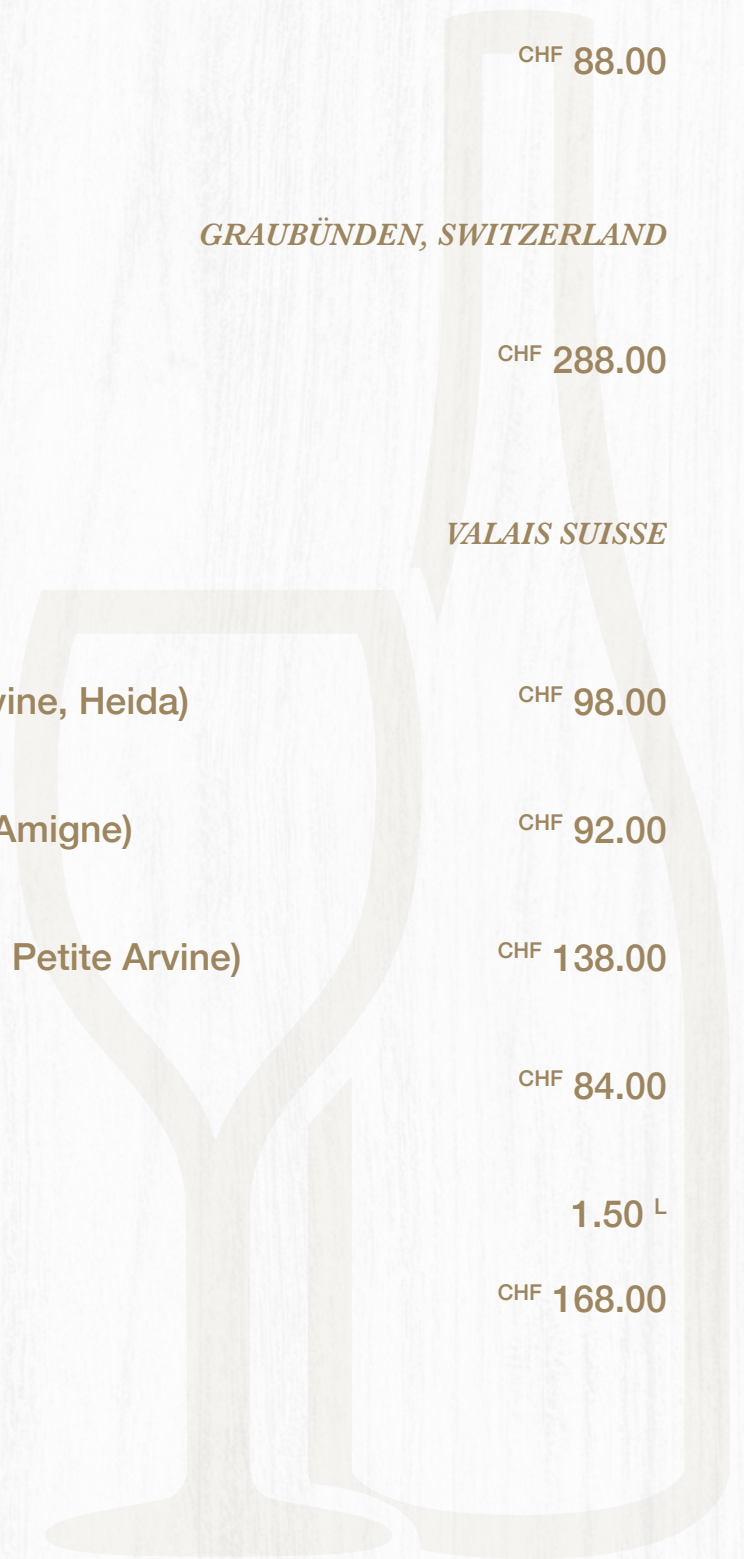 CHF 88.00
GRAUBÜNDEN, SWITZERLAND
CHF 288.00
VALAIS SUISSE
vine, Heida) CHF 98.00
Amigne) CHF 92.00
Petite Arvine) CHF 138.00
CHF 84.00
1.50 L
CHF 168.00